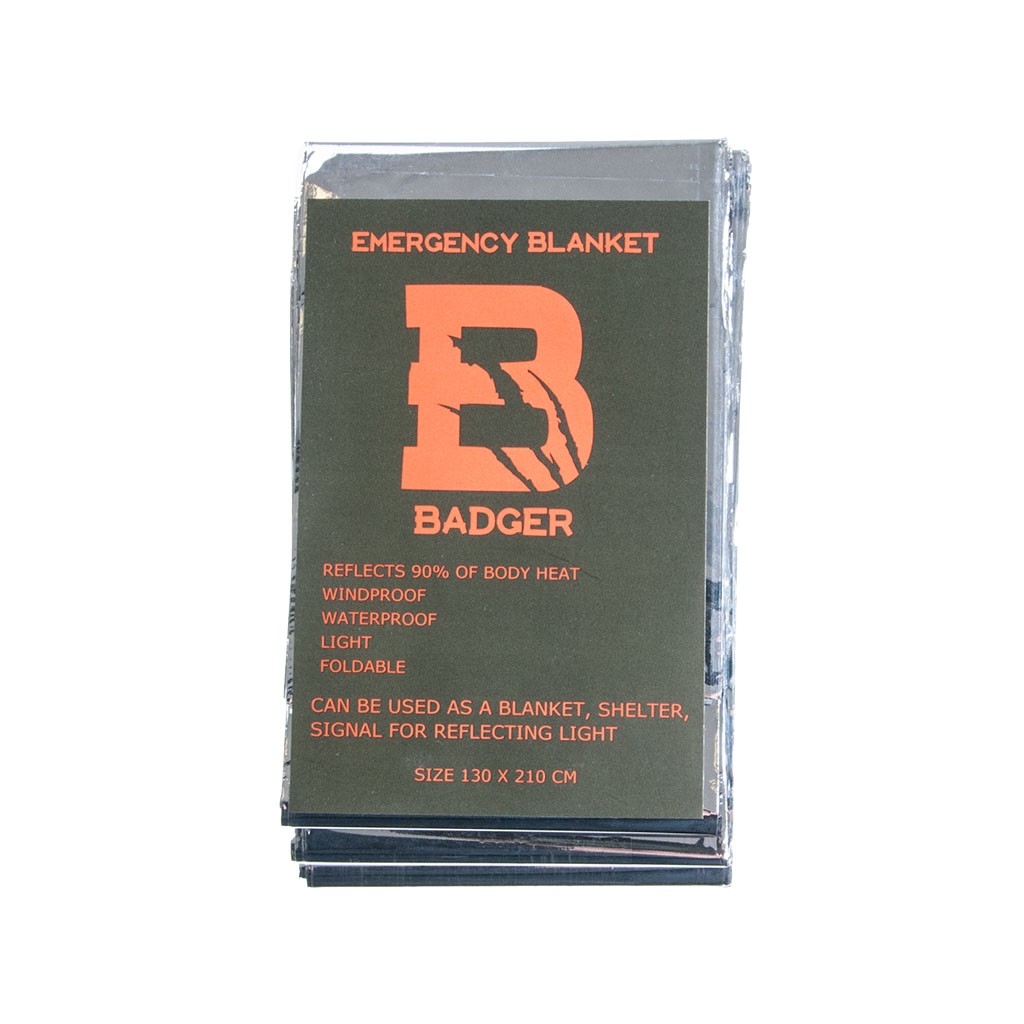 EMERGENCY BLANKET
B
BADGER
REFLECTS 90% OF BODY HEAT
WINDPROOF
WATERPROOF
LIGHT
FOLDABLE
CAN BE USED AS A BLANKET, SHELTER,
SIGNAL FOR REFLECTING LIGHT
SIZE 130 X 210 CM